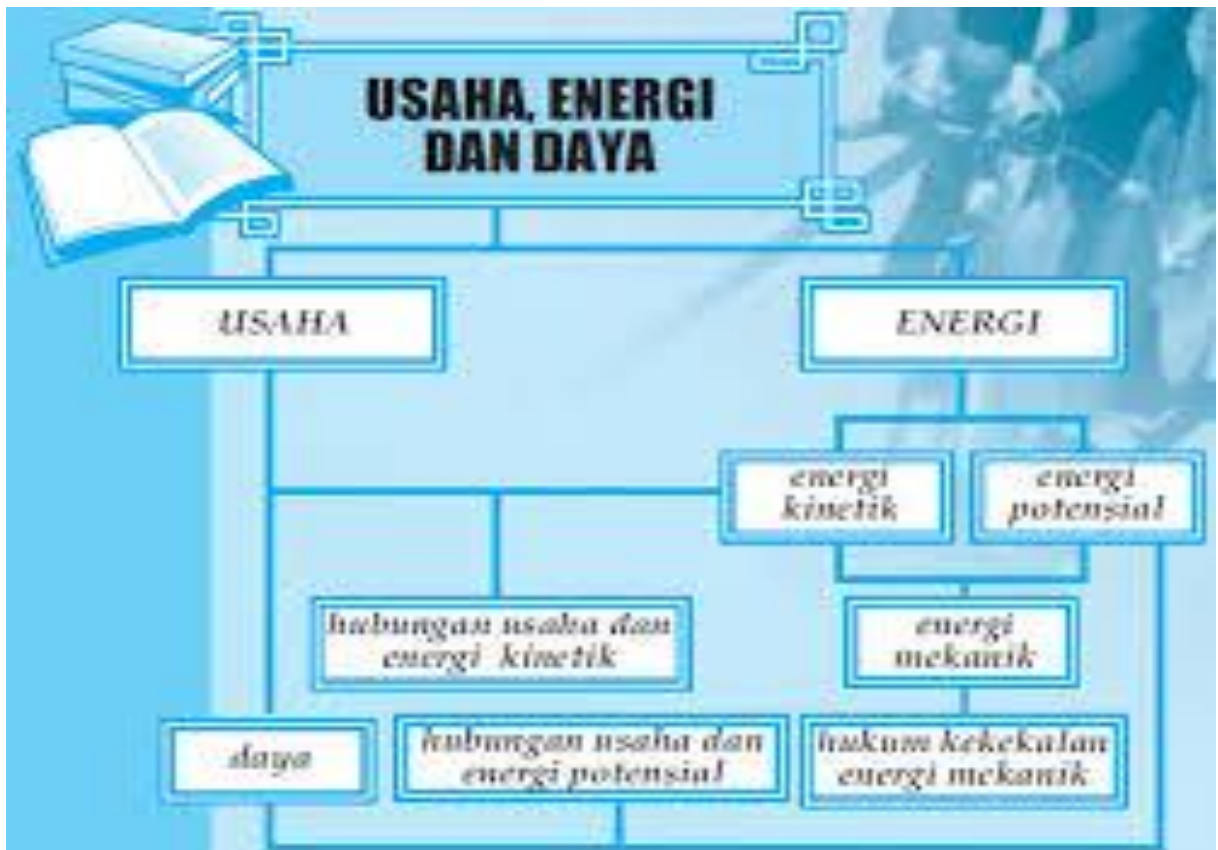 USAHA, ENERGI
DAN DAYA
USAHA
ENERGI
energi
kinetik
energi
potensial
hubungan usaha dan
energi kinetik
energi
mekanik
daya
hubungan usaha dan
energi potensial
hukum kekekalan
energi mekanik